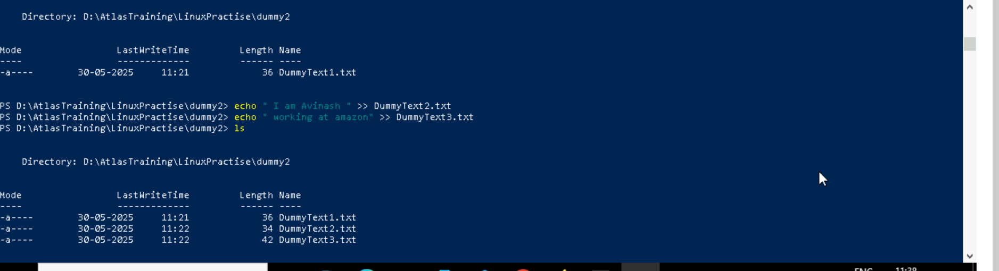 Directory: D:\AtlasTraining\LinuxPractise\dummy2
Mode LastWriteTime Length Name
---- ------------- ------ ----
-a---- 30-05-2025 11:21 36 DummyText1.txt
PS D:\AtlasTraining\LinuxPractise\dummy2> echo " I am Avinash " >> DummyText2.txt
PS D:\AtlasTraining\LinuxPractise\dummy2> echo " working at amazon" >> DummyText3.txt
PS D:\AtlasTraining\LinuxPractise\dummy2> ls
Directory: D:\AtlasTraining\LinuxPractise\dummy2
Mode LastWriteTime Length Name
---- ------------- ------ ----
-a---- 30-05-2025 11:21 36 DummyText1.txt
-a---- 30-05-2025 11:22 34 DummyText2.txt
-a---- 30-05-2025 11:22 42 DummyText3.txt
ENG